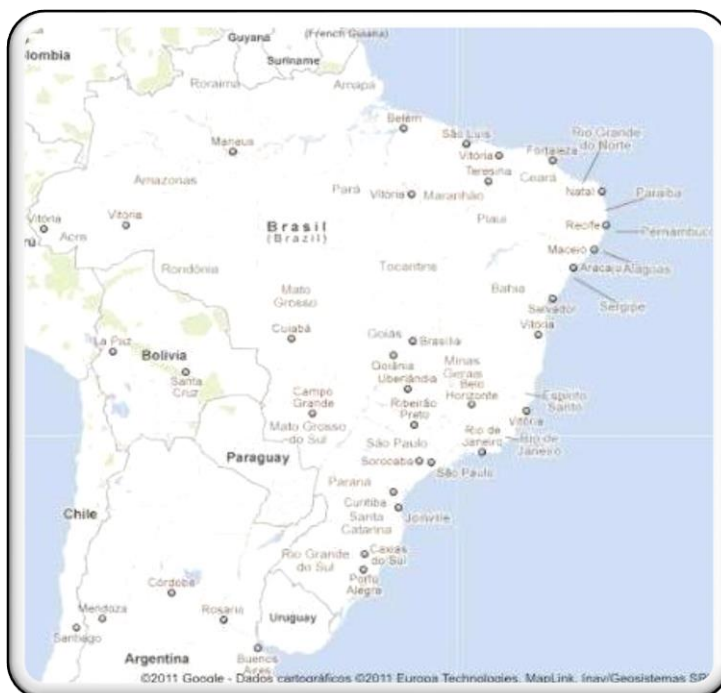 Guyana
(French Guiana)
olombia
Suriname
Roraima
Amapá
Belém
São Luís
Rio Grande
do Norte
Manaus
Vitória
Fortaleza
Teresina
Ceará
Amazonas
Pará
Vitória
Maranhão
Natal
Paraíba
Vitória
Vitória
Piauí
Brasil
(Brazil)
Recife
Pernambuco
Acre
rú
Maceió
Rondônia
Tocantins
Aracaju
Alagoas
Mato
Grosso
Bahia
Sergipe
Salvador
Cuiabá
Goiás
Brasília
Vitória
La Paz
Bolivia
Goiânia
Minas
Gerais
Santa
Cruz
Uberlândia
Belo
Horizonte
Campo
Grande
Ribeirão
Preto
Espírito
Santo
Vitória
Mato Grosso
do Sul
São Paulo
Rio de
Janeiro
Rio de
Janeiro
Paraguay
Sorocaba
São Paulo
Paraná
Curitiba
Chile
Santa
Catarina
Joinville
Rio Grande
do Sul
Caxias
do Sul
Córdoba
Porto
Alegre
Mendoza
Rosario
Uruguay
Santiago
Argentina
Buenos
Aires
©2011 Google - Dados cartográficos ©2011 Europa Technologies, MapLink, Inav/Geosistemas SR